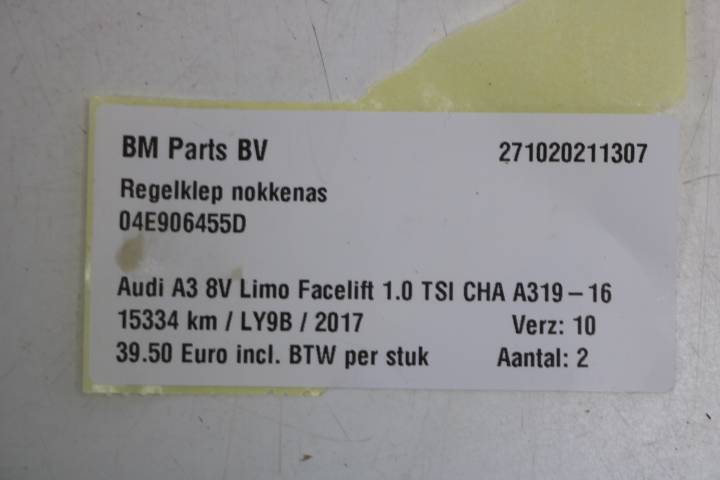 BM Parts BV 271020211307
Regelklep nokkenas
04E906455D
Audi A3 8V Limo Facelift 1.0 TSI CHA A319-16
15334 km / LY9B / 2017 Verz: 10
39.50 Euro incl. BTW per stuk Aantal: 2